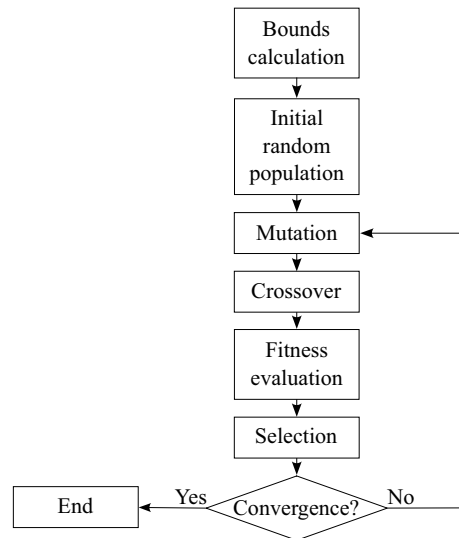 Bounds
calculation
Initial
random
population
Mutation
Crossover
Fitness
evaluation
Selection
End
Yes
Convergence?
No